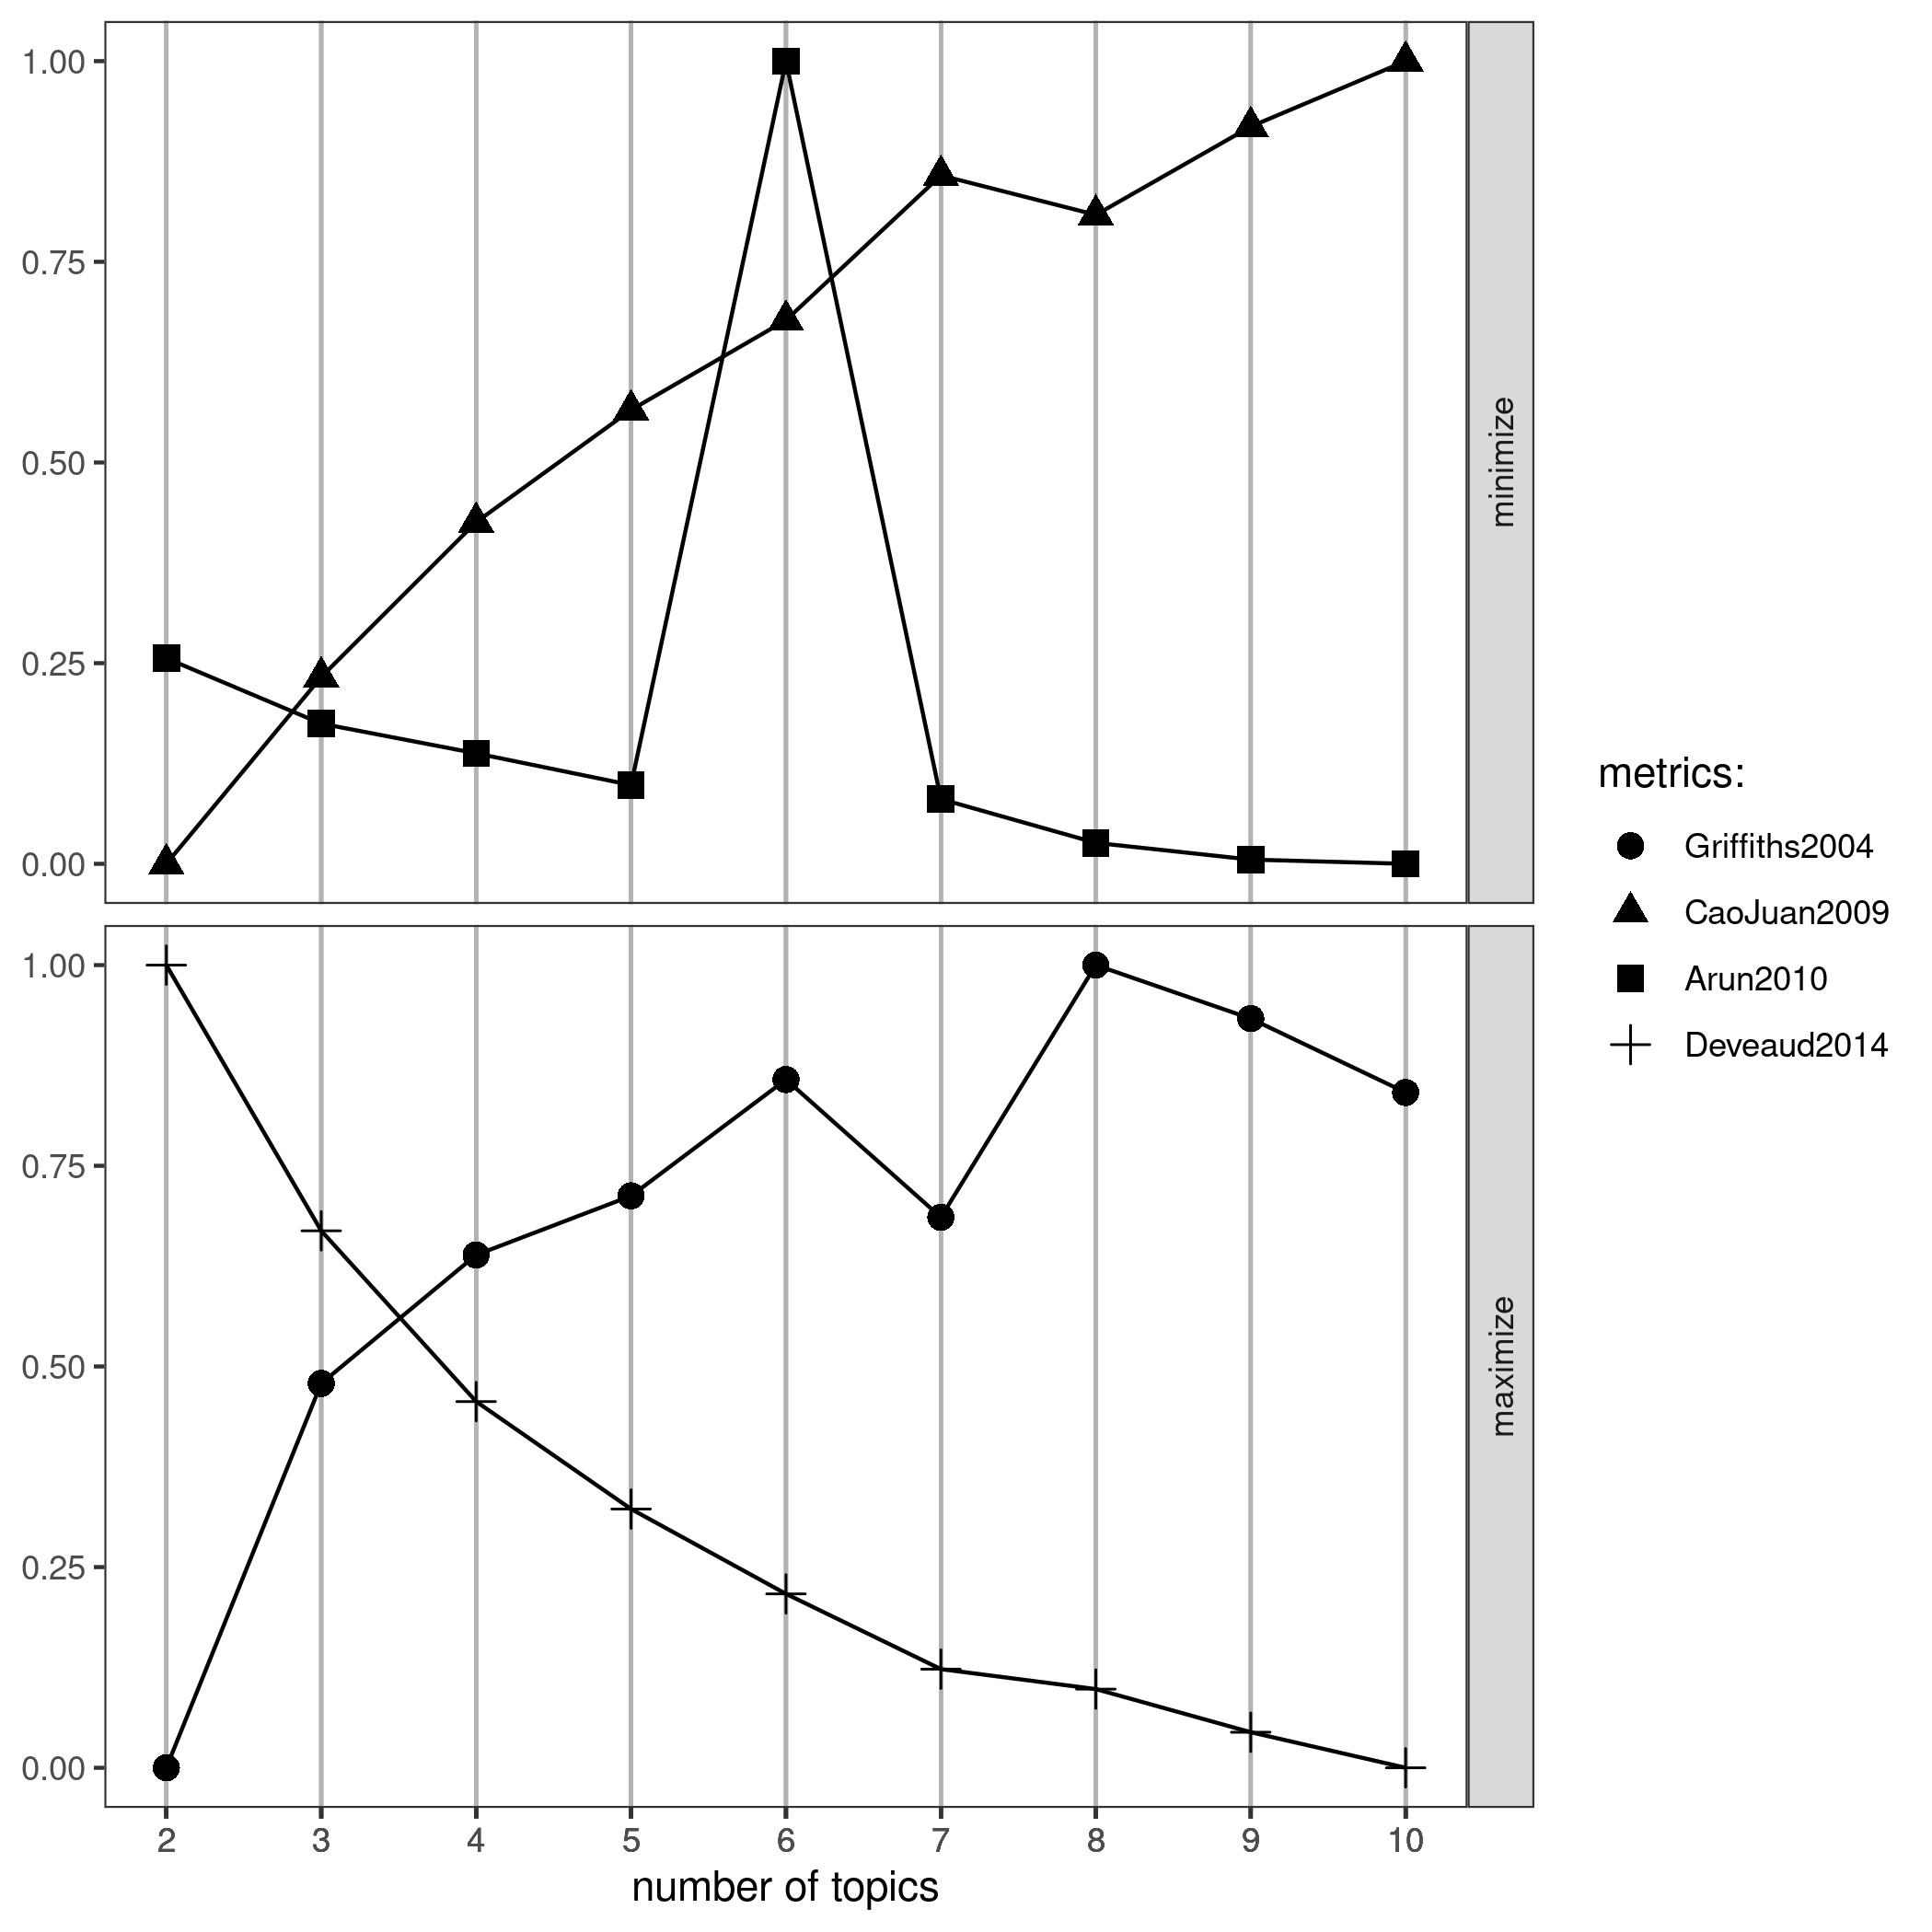 1.00
0.75
0.50
0.25
0.00
minimize
1.00
0.75
0.50
0.25
0.00
maximize
2 3 4 5 6 7 8 9 10
number of topics
metrics:
Griffiths2004
CaoJuan2009
Arun2010
Deveaud2014